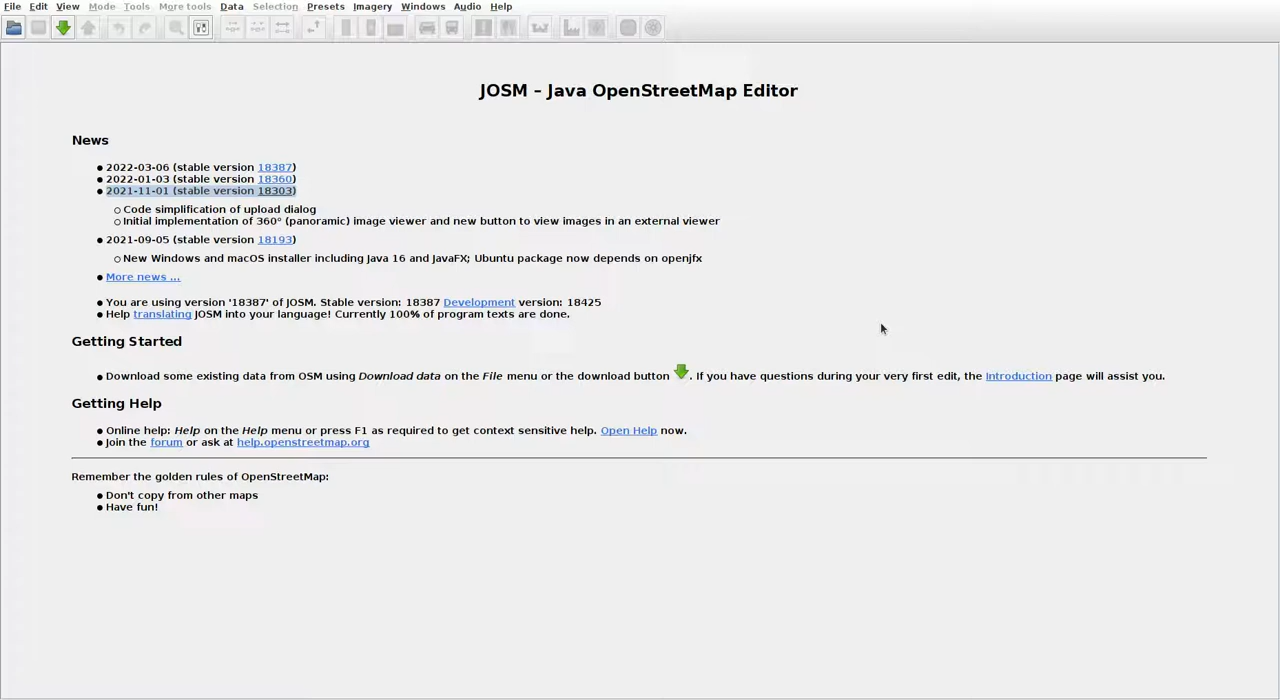 File Edit View Mode Tools More tools Data Selection Presets Imagery Windows Audio Help
JOSM – Java OpenStreetMap Editor
News
2022-03-06 (stable version 18387)
2022-01-03 (stable version 18360)
2021-11-01 (stable version 18303)
Code simplification of upload dialog
Initial implementation of 360° (panoramic) image viewer and new button to view images in an external viewer
2021-09-05 (stable version 18193)
New Windows and macOS installer including Java 16 and JavaFX; Ubuntu package now depends on openjfx
More news ...
You are using version '18387' of JOSM. Stable version: 18387 Development version: 18425
Help translating JOSM into your language! Currently 100% of program texts are done.
Getting Started
Download some existing data from OSM using Download data on the File menu or the download button . If you have questions during your very first edit, the Introduction page will assist you.
Getting Help
Online help: Help on the Help menu or press F1 as required to get context sensitive help. Open Help now.
Join the forum or ask at help.openstreetmap.org
Remember the golden rules of OpenStreetMap:
Don't copy from other maps
Have fun!